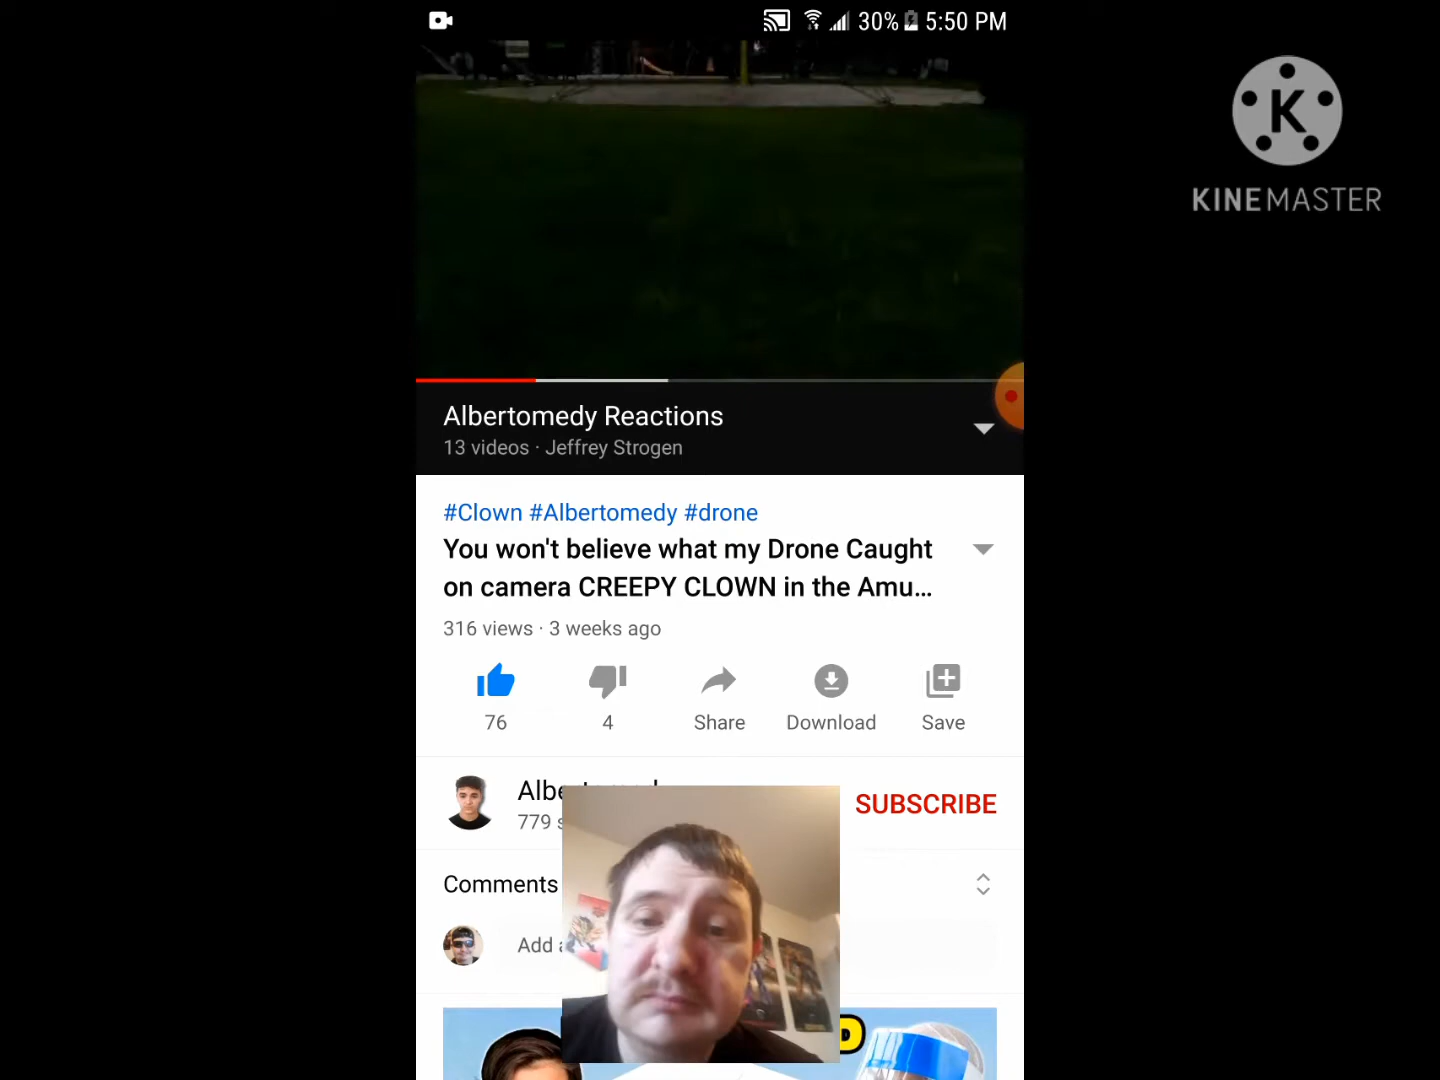 30% 5:50 PM
K
KINEMASTER
Albertomedy Reactions
13 videos · Jeffrey Strogen
#Clown #Albertomedy #drone
You won't believe what my Drone Caught
on camera CREEPY CLOWN in the Amu...
316 views · 3 weeks ago
76
4
Share
Download
Save
779
SUBSCRIBE
Comments
Add
D